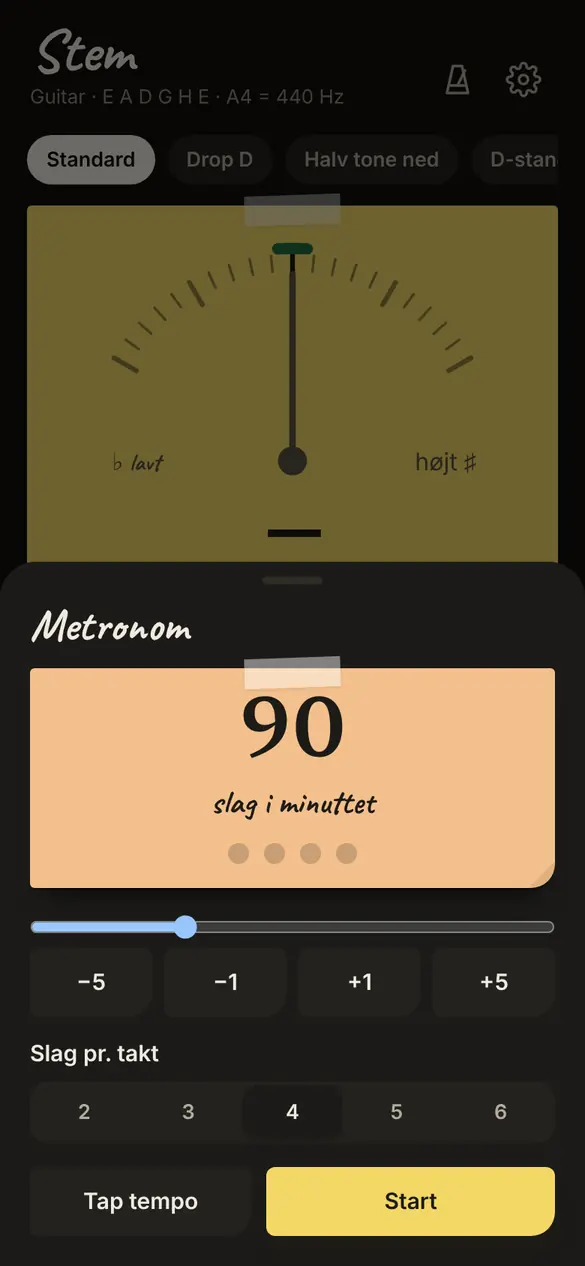 Stem
Guitar · E A D G H E · A4 = 440 Hz
Standard Drop D Halv tone ned D-stan
♭ lavt højt ♯
Metronom
90
slag i minuttet
−5 −1 +1 +5
Slag pr. takt
2 3 4 5 6
Tap tempo Start